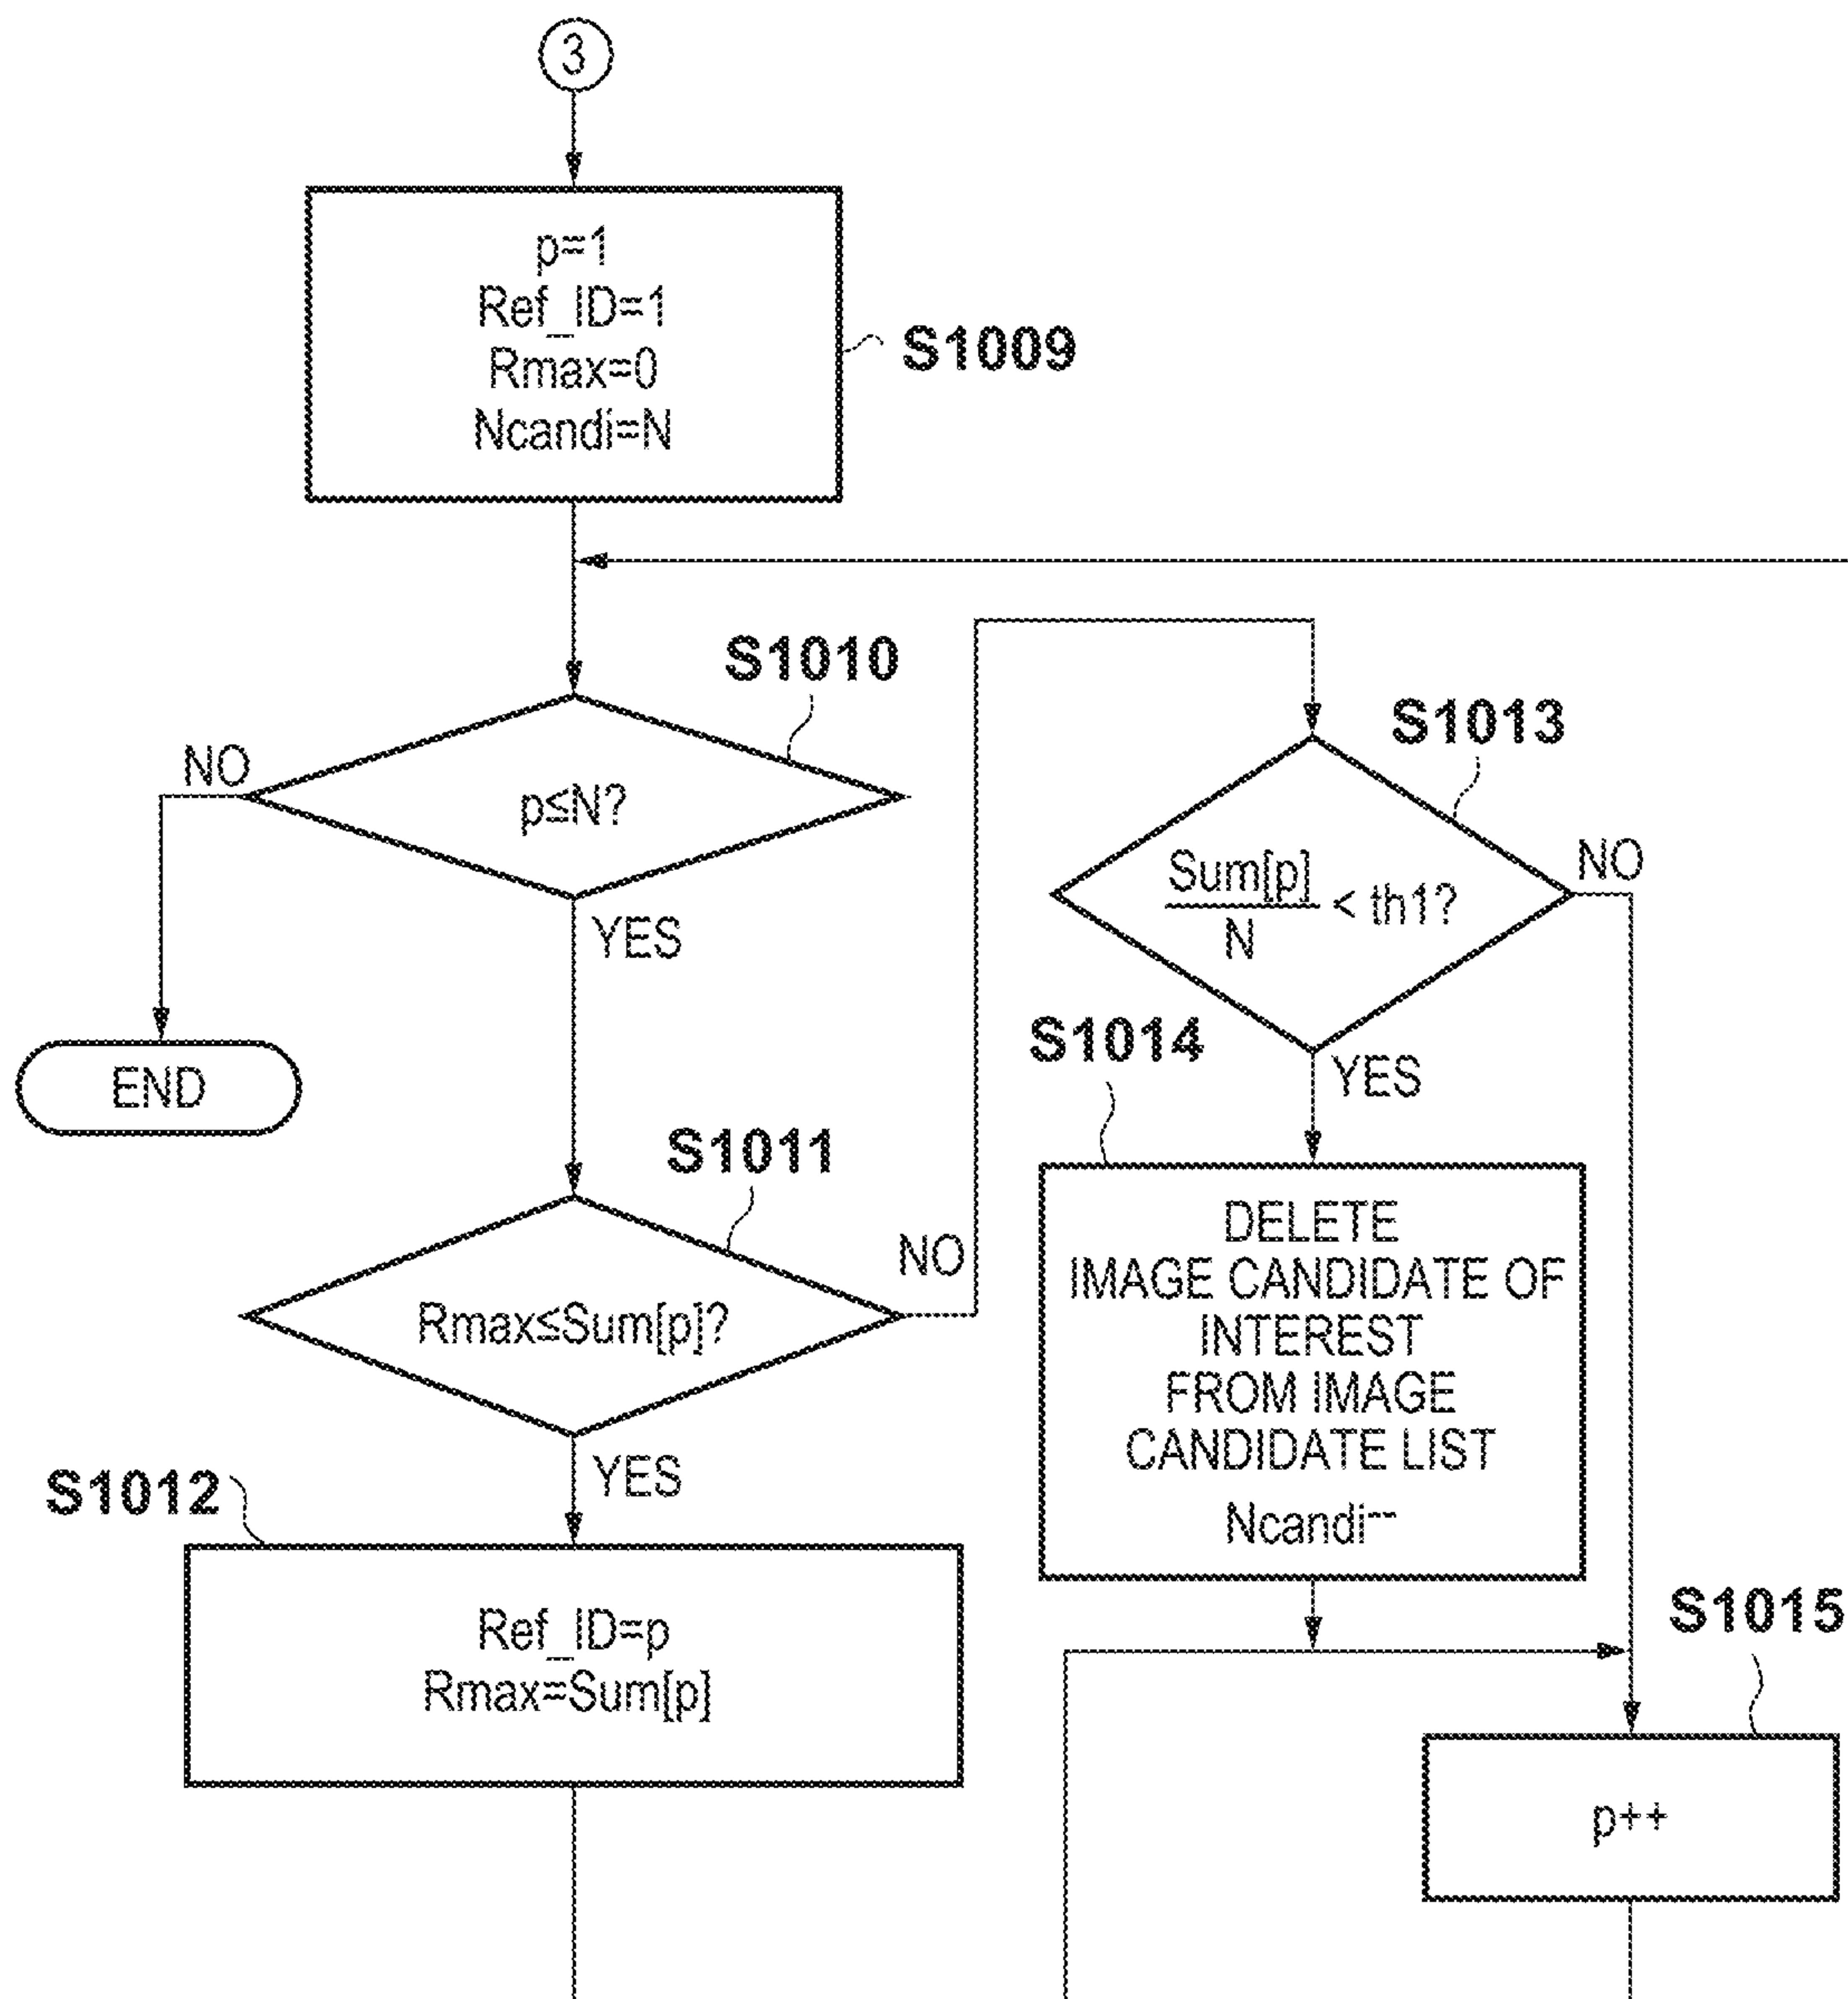 3
p=1
Ref_ID=1
Rmax=0
Ncandi=N
S1009
S1010
NO
p≤N?
YES
END
S1011
NO
Rmax≤Sum[p]?
YES
S1012
Ref_ID=p
Rmax=Sum[p]
S1013
NO
Sum[p]
N
< th1?
YES
S1014
DELETE
IMAGE CANDIDATE OF
INTEREST
FROM IMAGE
CANDIDATE LIST
Ncandi--
S1015
p++